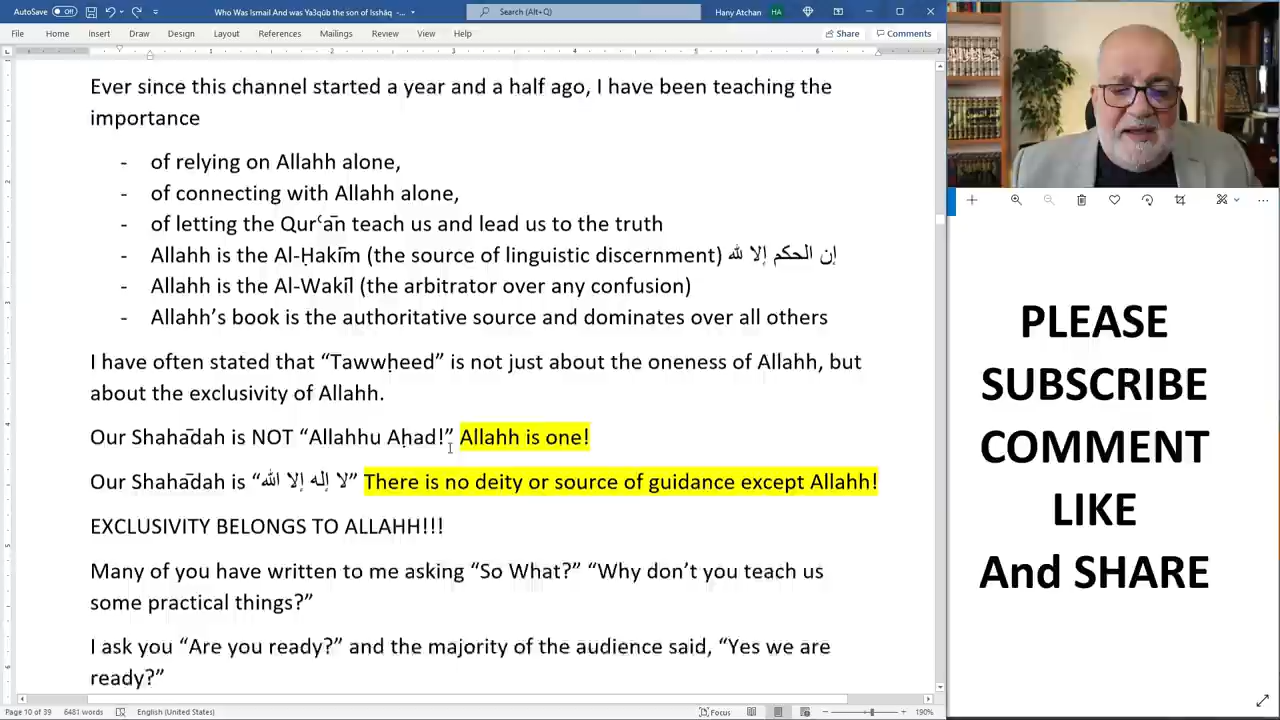 AutoSave Off
Who Was Ismail And was Ya3qūb the son of Isshāq -...
Search (Alt+Q)
Hany Atchan HA
File Home Insert Draw Design Layout References Mailings Review View Help
Share Comments
Ever since this channel started a year and a half ago, I have been teaching the
importance
- of relying on Allahh alone,
- of connecting with Allahh alone,
- of letting the Qurʿān teach us and lead us to the truth
- Allahh is the Al-Ḥakīm (the source of linguistic discernment) إن الحكم إلا لله
- Allahh is the Al-Wakīl (the arbitrator over any confusion)
- Allahh’s book is the authoritative source and dominates over all others
I have often stated that “Tawwḥeed” is not just about the oneness of Allahh, but
about the exclusivity of Allahh.
Our Shahādah is NOT “Allahhu Aḥad!” Allahh is one!
Our Shahādah is “لا إله إلا الله” There is no deity or source of guidance except Allahh!
EXCLUSIVITY BELONGS TO ALLAHH!!!
Many of you have written to me asking “So What?” “Why don’t you teach us
some practical things?”
I ask you “Are you ready?” and the majority of the audience said, “Yes we are
ready?”
Page 10 of 39 6481 words English (United States)
Focus
190%
PLEASE
SUBSCRIBE
COMMENT
LIKE
And SHARE